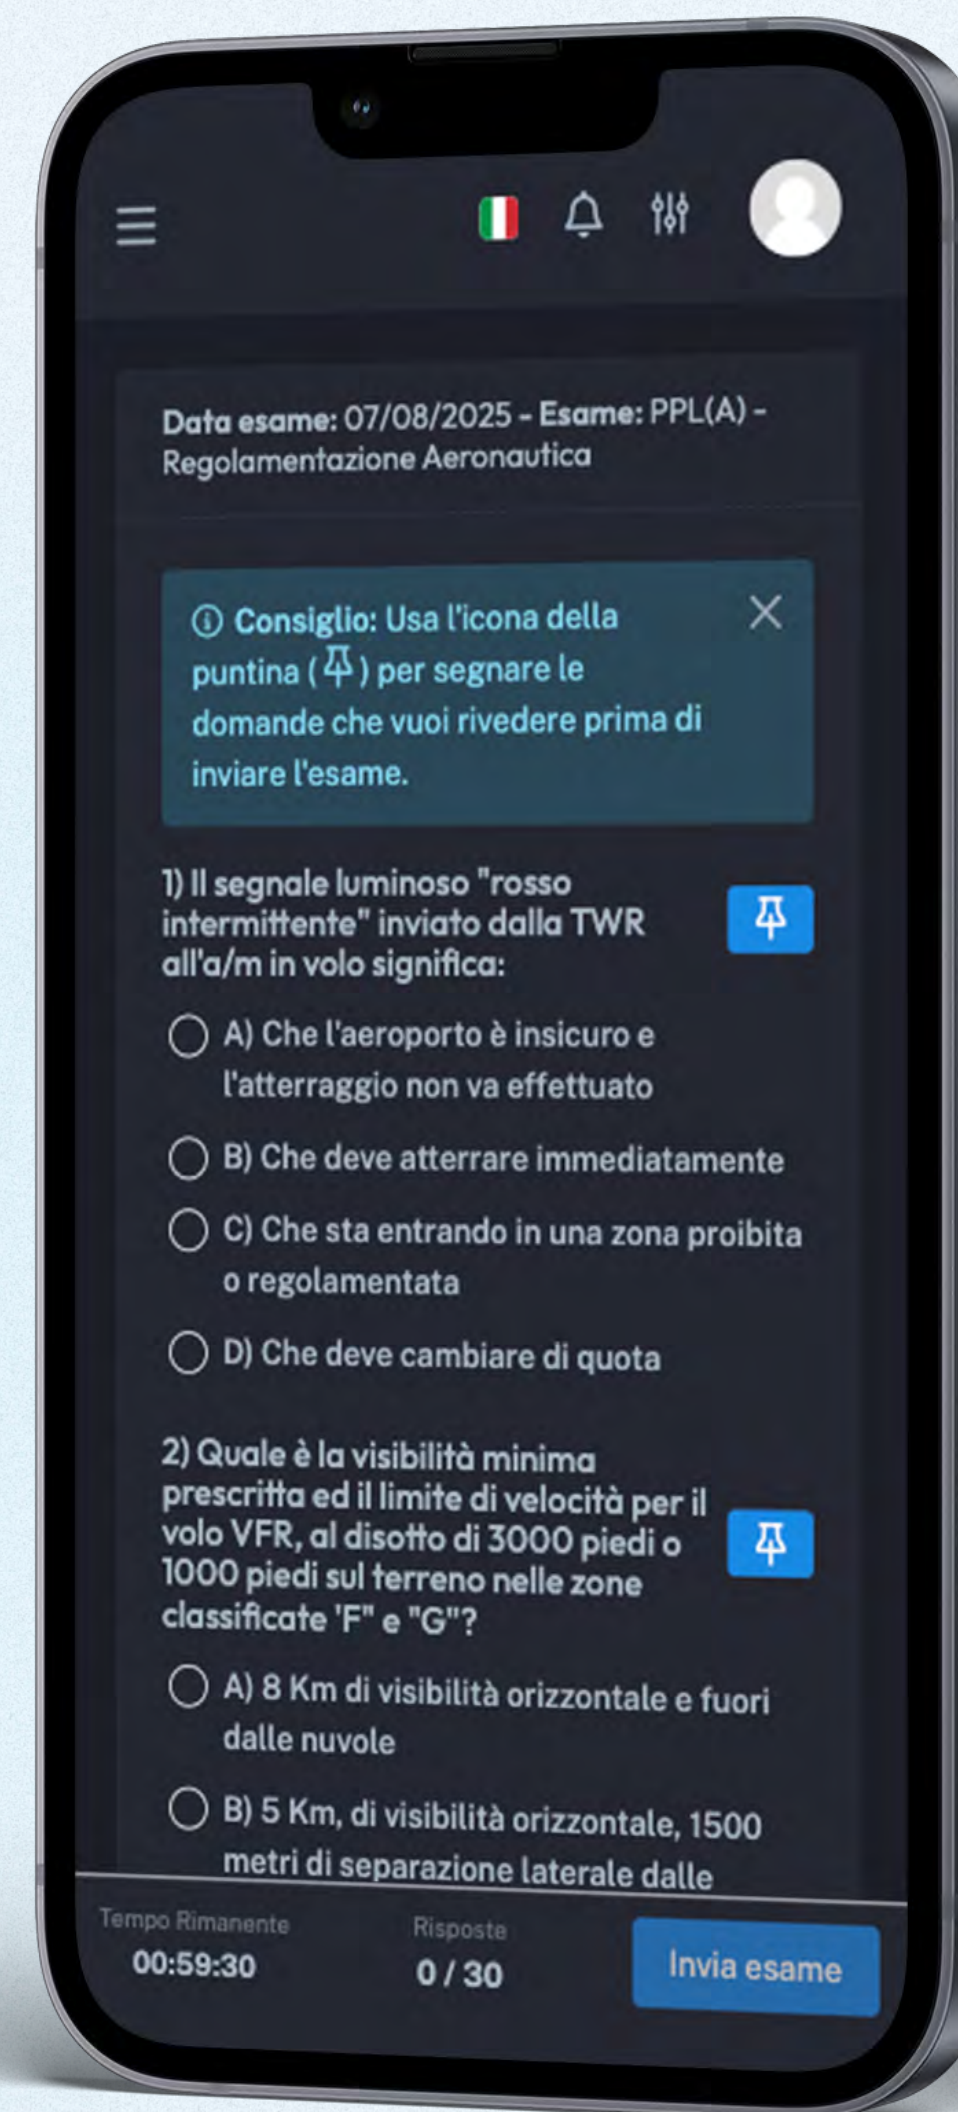 Data esame: 07/08/2025 - Esame: PPL(A) -
Regolamentazione Aeronautica
Consiglio: Usa l'icona della
puntina ( ) per segnare le
domande che vuoi rivedere prima di
inviare l'esame.
1) Il segnale luminoso "rosso
intermittente" inviato dalla TWR
all'a/m in volo significa:
A) Che l'aeroporto è insicuro e
l'atterraggio non va effettuato
B) Che deve atterrare immediatamente
C) Che sta entrando in una zona proibita
o regolamentata
D) Che deve cambiare di quota
2) Quale è la visibilità minima
prescritta ed il limite di velocità per il
volo VFR, al disotto di 3000 piedi o
1000 piedi sul terreno nelle zone
classificate 'F" e "G"?
A) 8 Km di visibilità orizzontale e fuori
dalle nuvole
B) 5 Km, di visibilità orizzontale, 1500
metri di separazione laterale dalle
Tempo Rimanente
00:59:30
Risposte
0 / 30
Invia esame